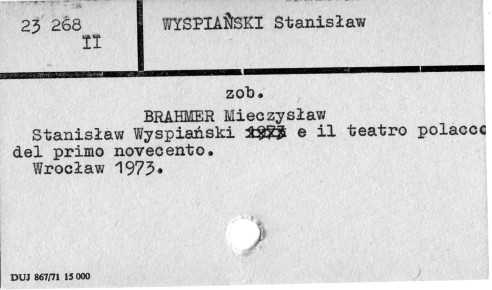 23 268
II
WYSPIAŃSKI Stanisław
zob.
BRAHMER Mieczysław
Stanisław Wyspiański 1973 e il teatro polacco
del primo novecento.
Wrocław 1973.
DUJ 867/71 15 000